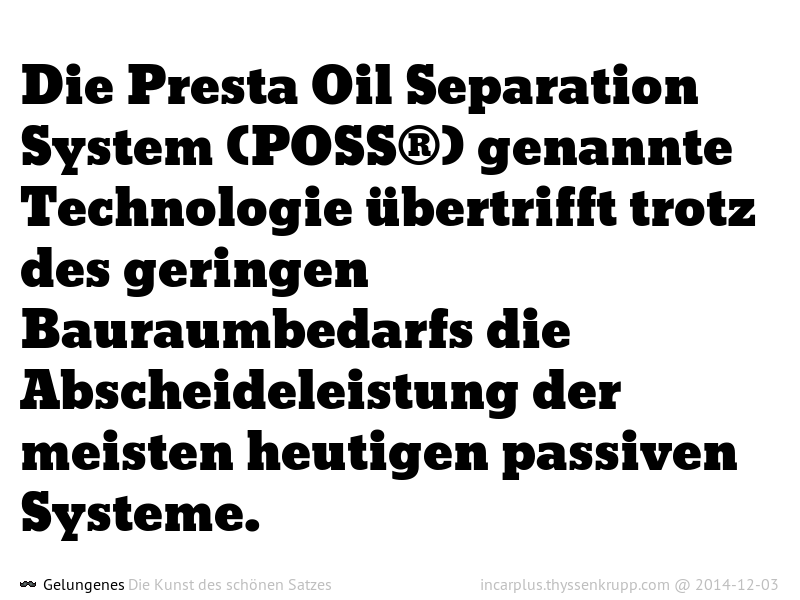 Die Presta Oil Separation
System (POSS®) genannte
Technologie übertrifft trotz
des geringen
Bauraumbedarfs die
Abscheideleistung der
meisten heutigen passiven
Systeme.
Gelungenes Die Kunst des schönen Satzes
incarplus.thyssenkrupp.com @ 2014-12-03